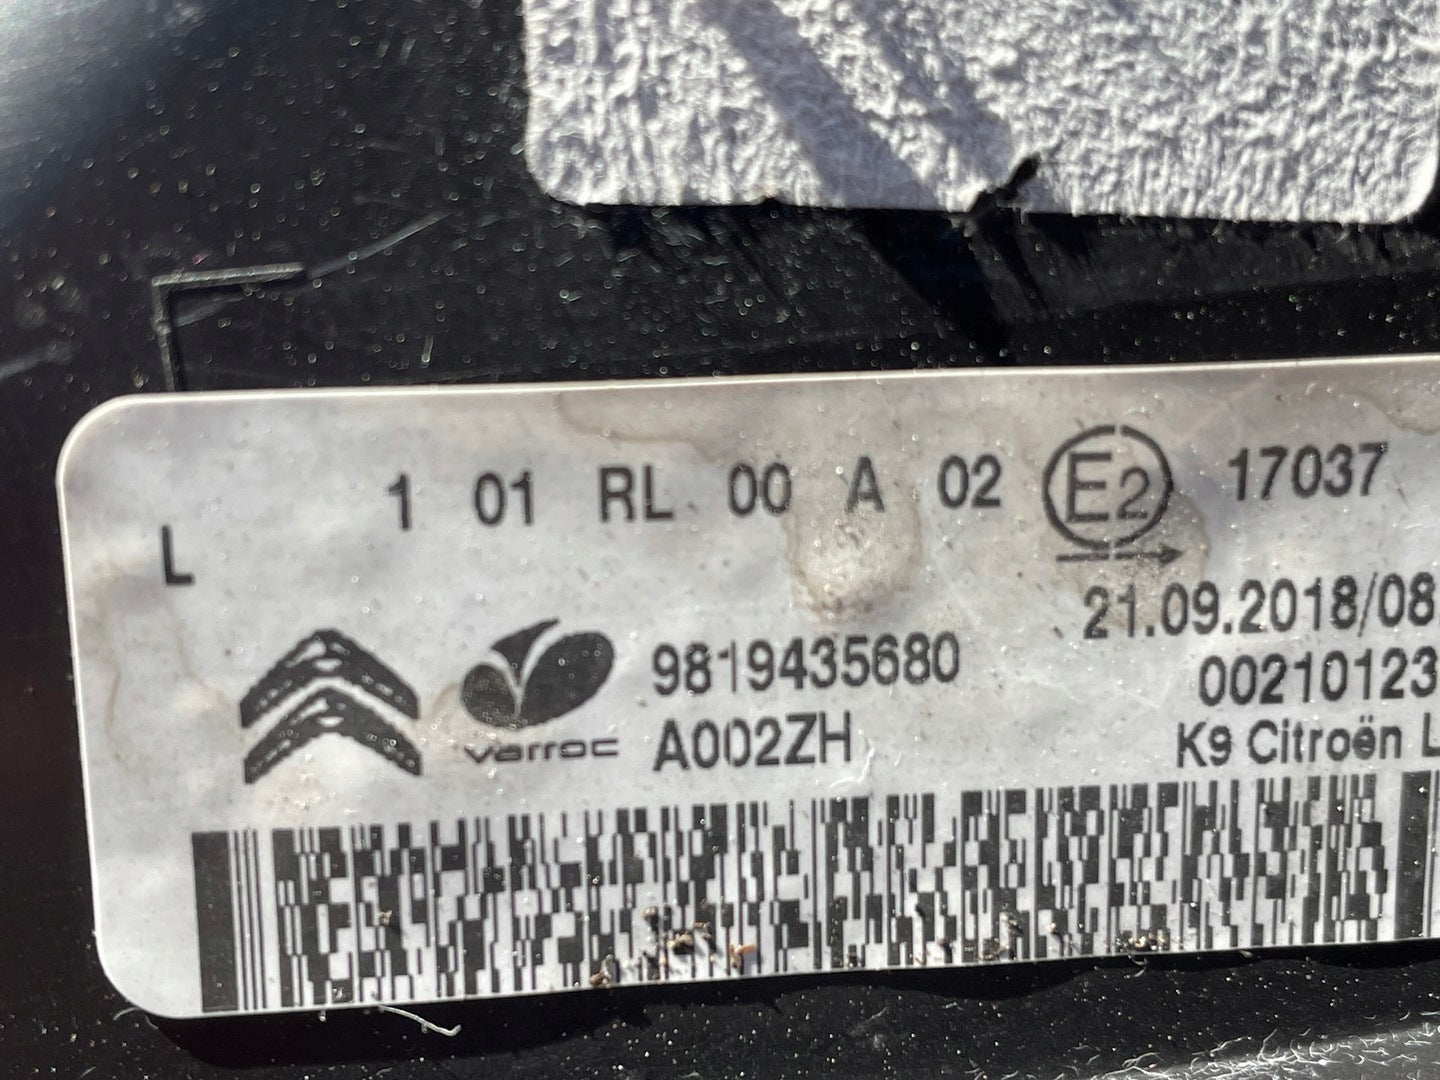 1 01 RL 00 A 02 E2 17037
L
21.09.2018/08
varroc 9819435680
00210123
A002ZH
K9 Citroën L